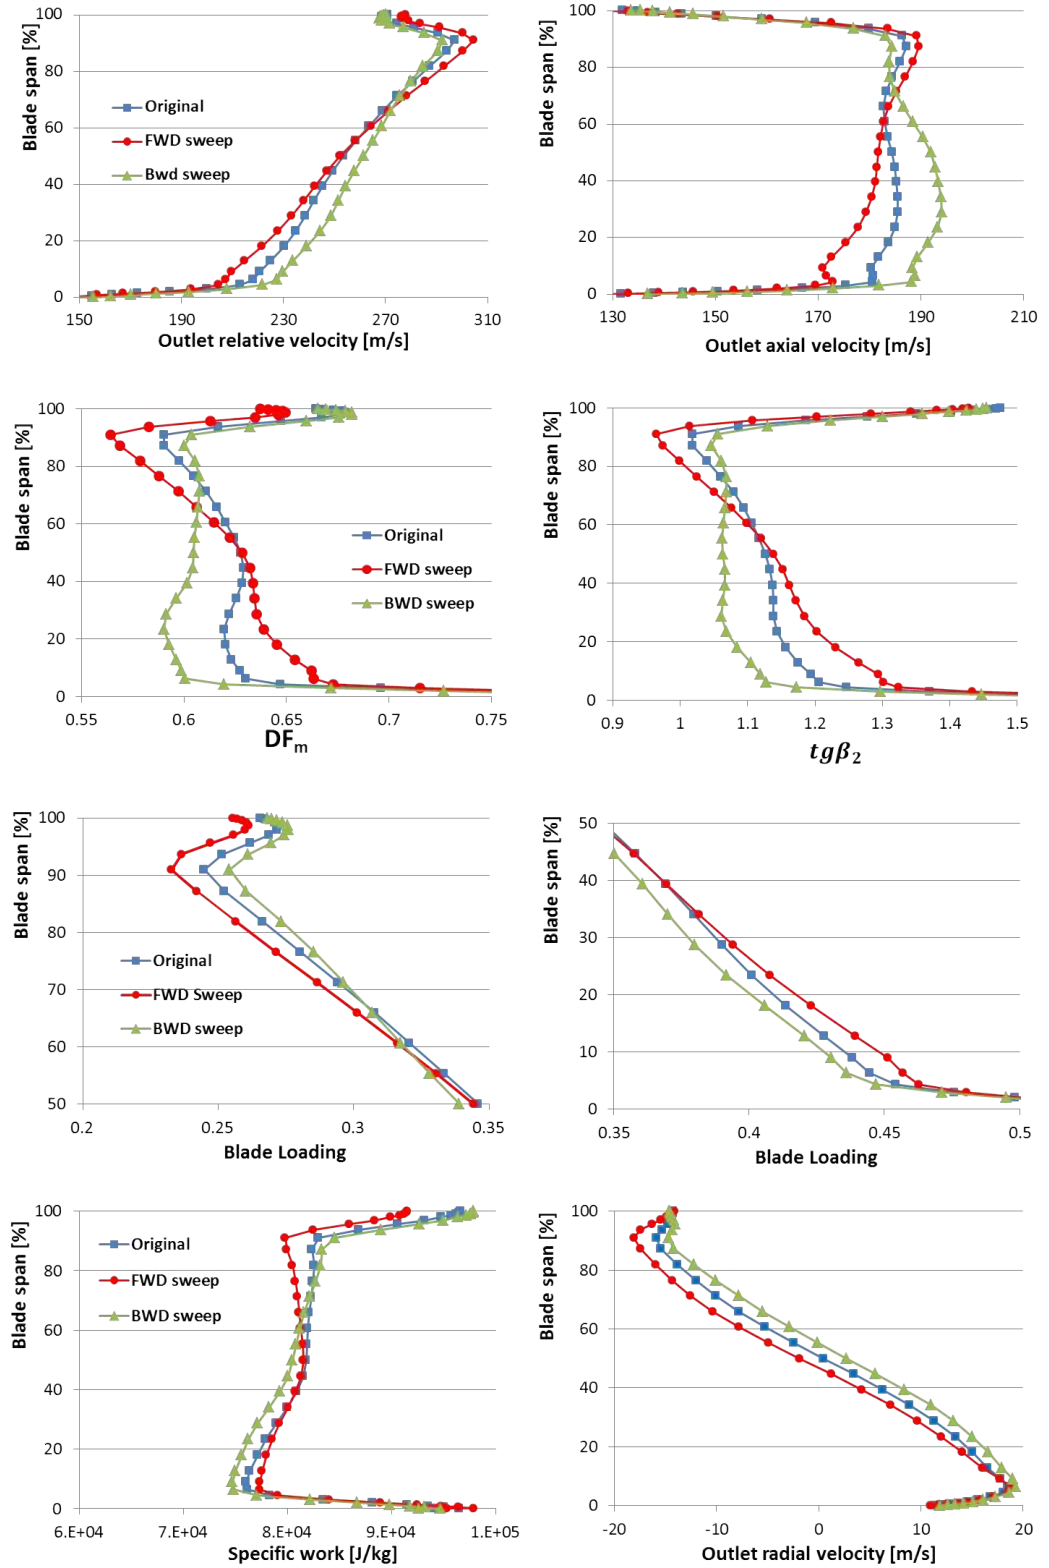 Blade span [%]
100
80
60
40
20
0
Original
FWD sweep
Bwd sweep
150 190 230 270 310
Outlet relative velocity [m/s]
Blade span [%]
100
80
60
40
20
0
130 150 170 190 210
Outlet axial velocity [m/s]
Blade span [%]
100
80
60
40
20
0
Original
FWD sweep
BWD sweep
0.55 0.6 0.65 0.7 0.75
DFm
Blade span [%]
100
80
60
40
20
0
0.9 1 1.1 1.2 1.3 1.4 1.5
tgβ2
Blade span [%]
100
90
80
70
60
50
Original
FWD Sweep
BWD sweep
0.2 0.25 0.3 0.35
Blade Loading
Blade span [%]
50
40
30
20
10
0
0.35 0.4 0.45 0.5
Blade Loading
Blade span [%]
100
80
60
40
20
0
Original
FWD sweep
BWD sweep
6.E+04 7.E+04 8.E+04 9.E+04 1.E+05
Specific work [J/kg]
Blade span [%]
100
80
60
40
20
0
-20 -10 0 10 20
Outlet radial velocity [m/s]